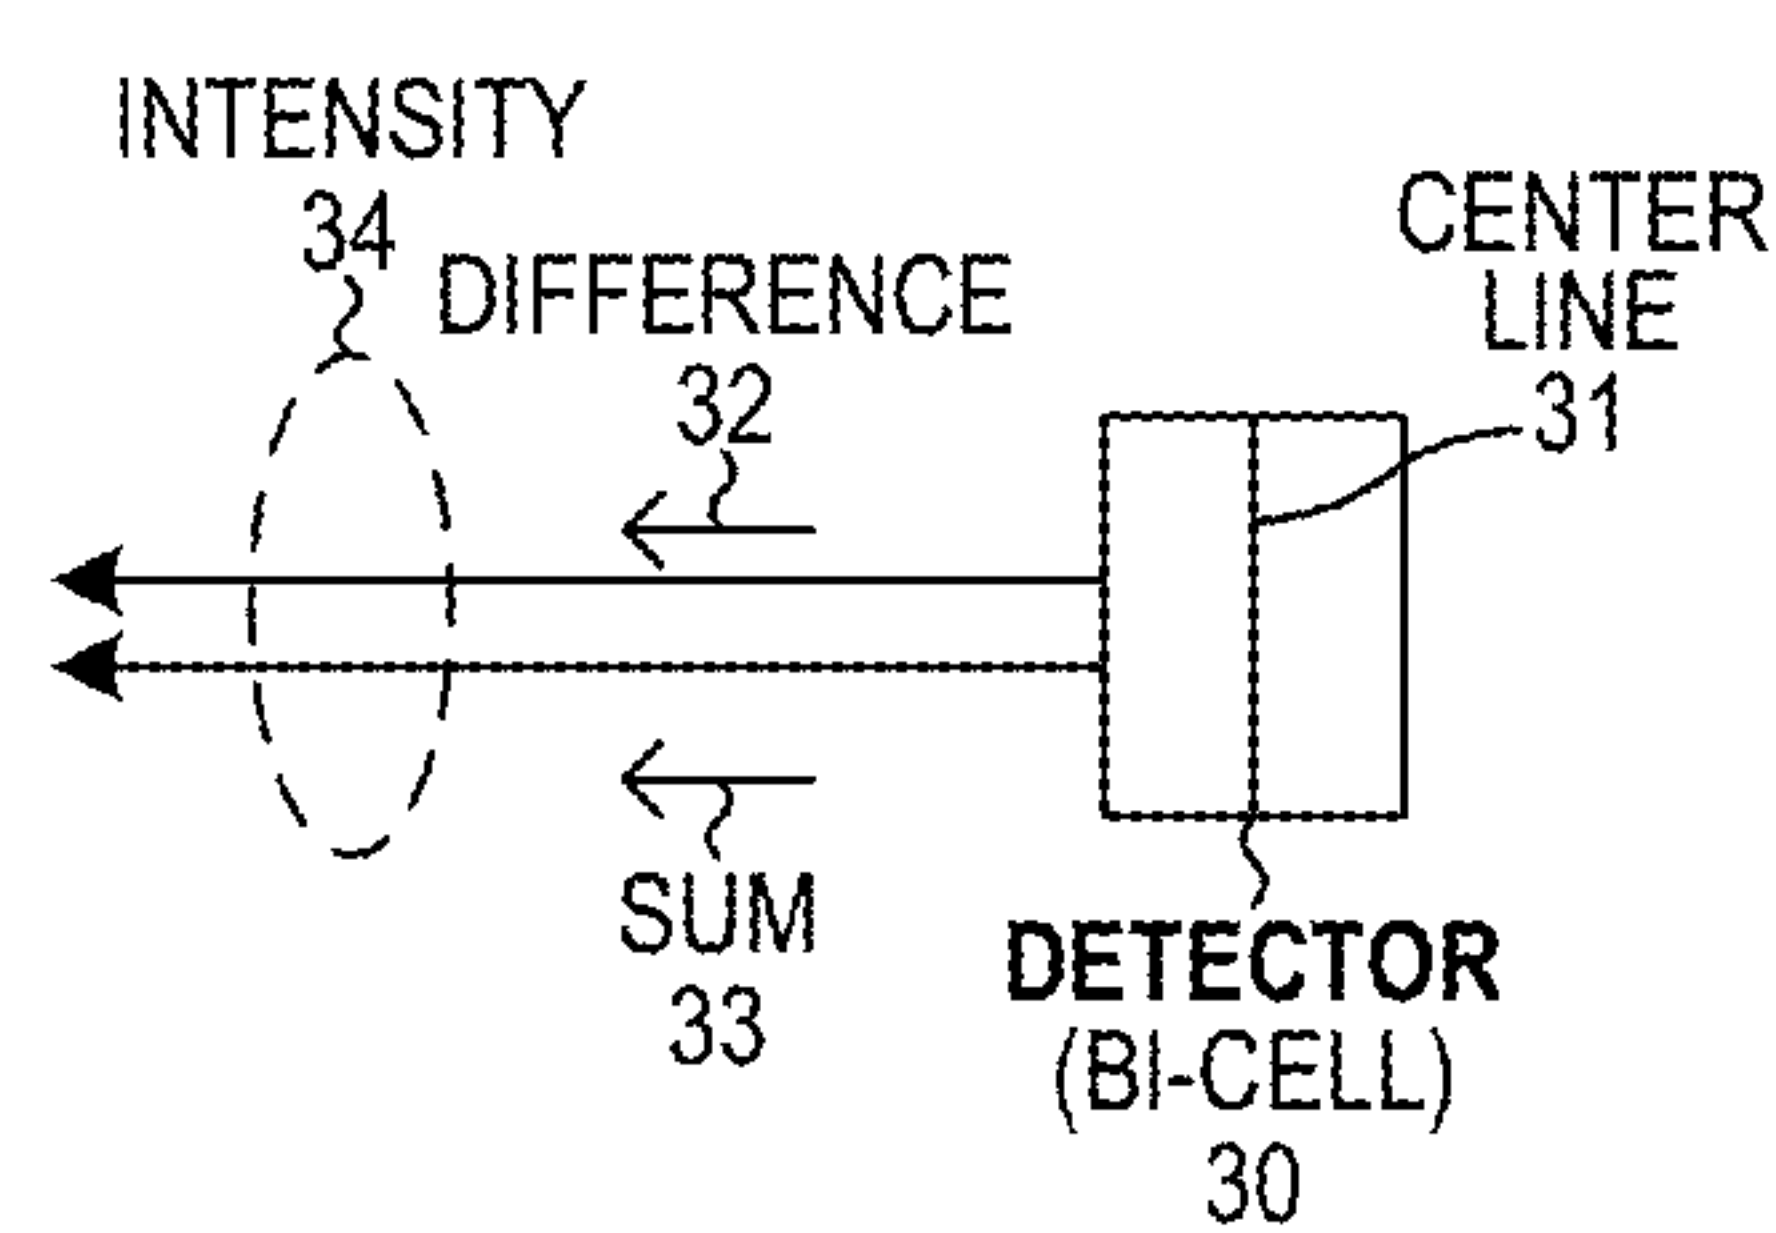 INTENSITY
34
DIFFERENCE
32
CENTER
LINE
31
SUM
33
DETECTOR
(BI-CELL)
30